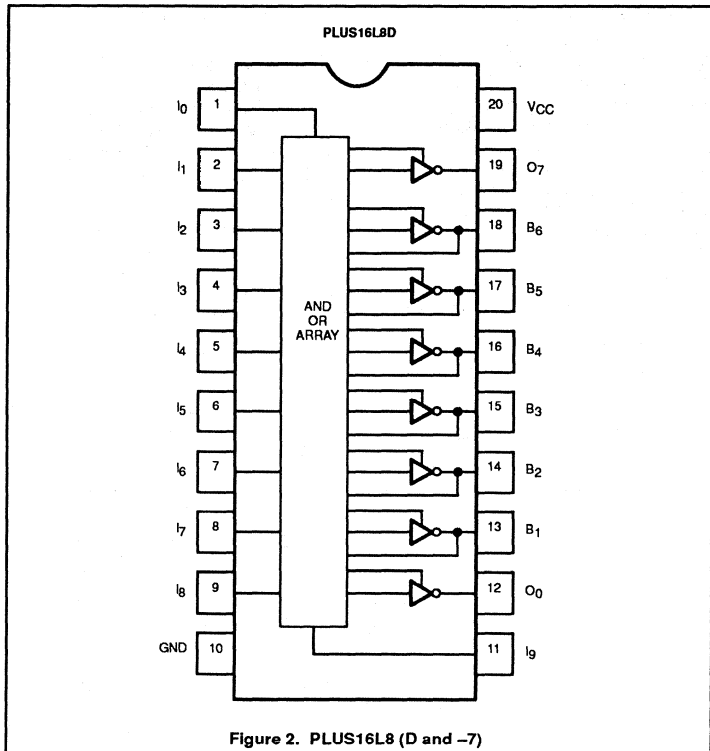 PLUS16L8D
I0 1 20 VCC
I1 2 19 O7
I2 3 18 B6
I3 4 17 B5
I4 5 AND OR ARRAY 16 B4
I5 6 15 B3
I6 7 14 B2
I7 8 13 B1
I8 9 12 O0
GND 10 11 I9
Figure 2. PLUS16L8 (D and –7)